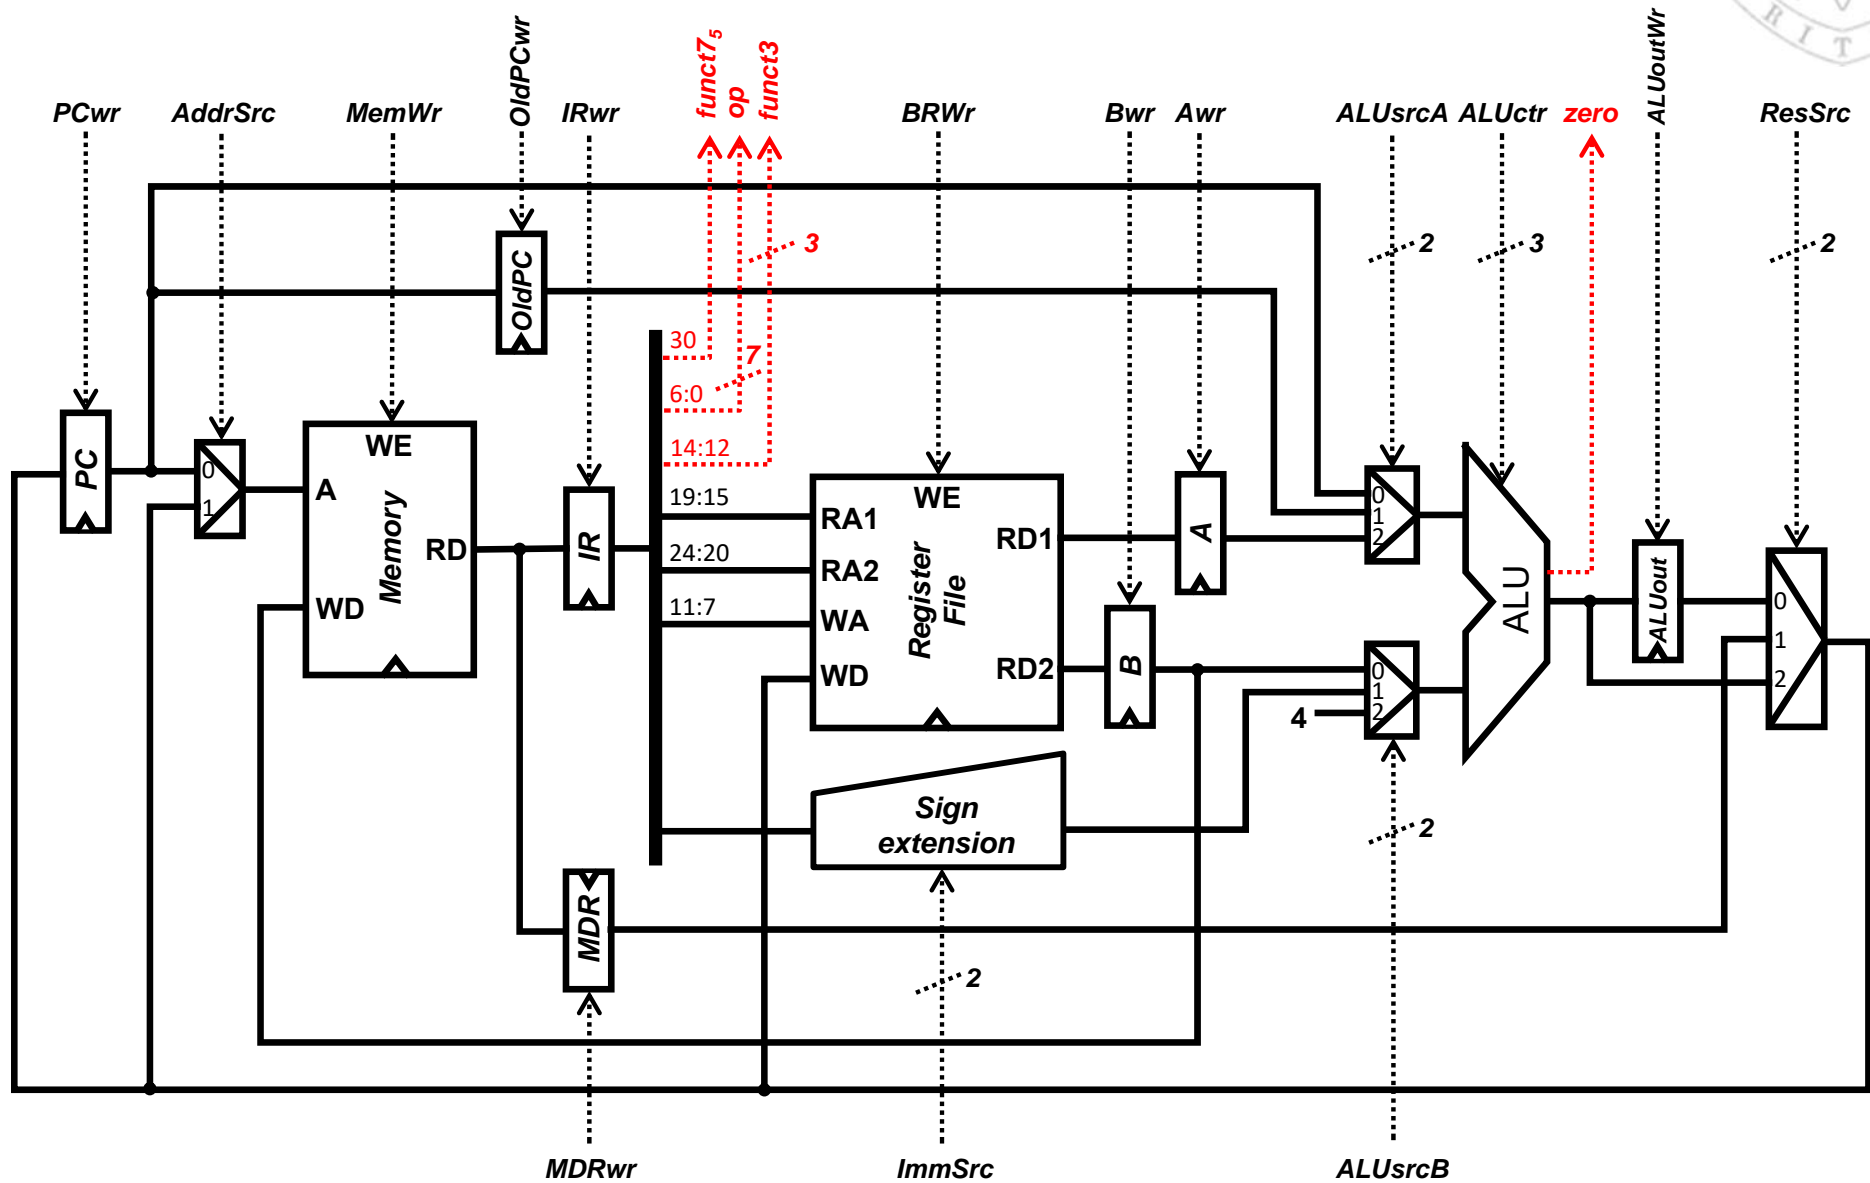 PCwr
AddrSrc
MemWr
OldPCwr
IRwr
funct7₅
op
funct3
BRWr
Bwr
Awr
ALUsrcA
ALUctr
zero
ALUoutWr
ResSrc
R I T
3
2
3
2
OldPC
30
7
6:0
14:12
PC
0
1
WE
A
Memory
RD
WD
IR
19:15
24:20
11:7
WE
RA1
RA2
WA
WD
Register
File
RD1
RD2
A
B
0
1
2
0
1
2
4
ALU
ALUout
0
1
2
Sign
extension
2
MDR
2
MDRwr
ImmSrc
ALUsrcB